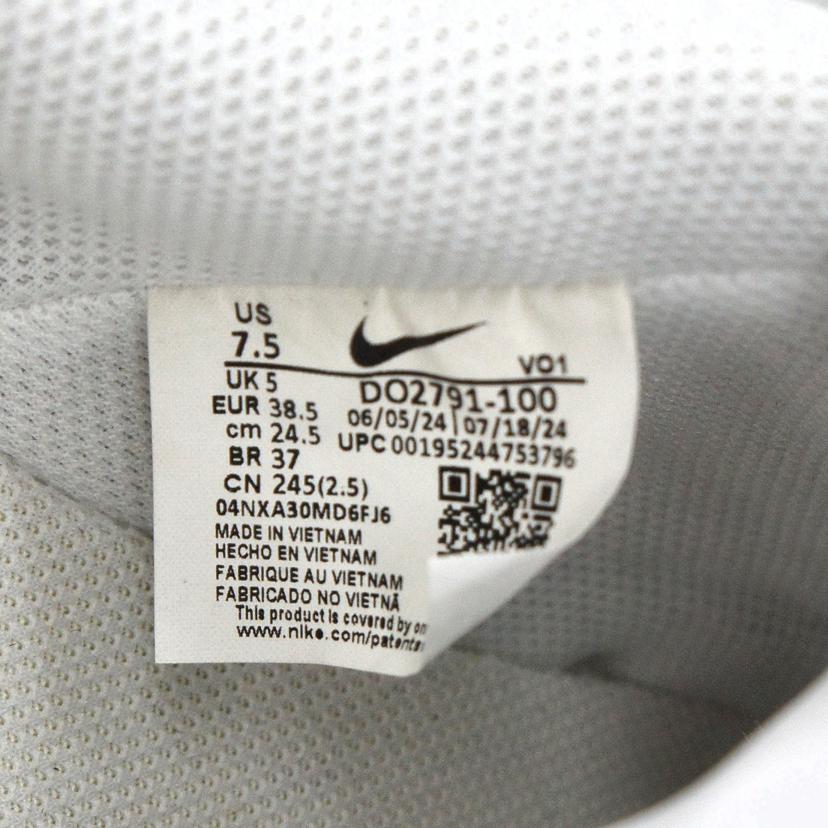 US
7.5
VO1
UK 5
DO2791-100
EUR 38.5
06/05/24 07/18/24
cm 24.5
UPC 00195244753796
BR 37
CN 245(2.5)
04NXA30MD6FJ6
MADE IN VIETNAM
HECHO EN VIETNAM
FABRIQUE AU VIETNAM
FABRICADO NO VIETNÃ
This product is covered by on
www.nike.com/patents